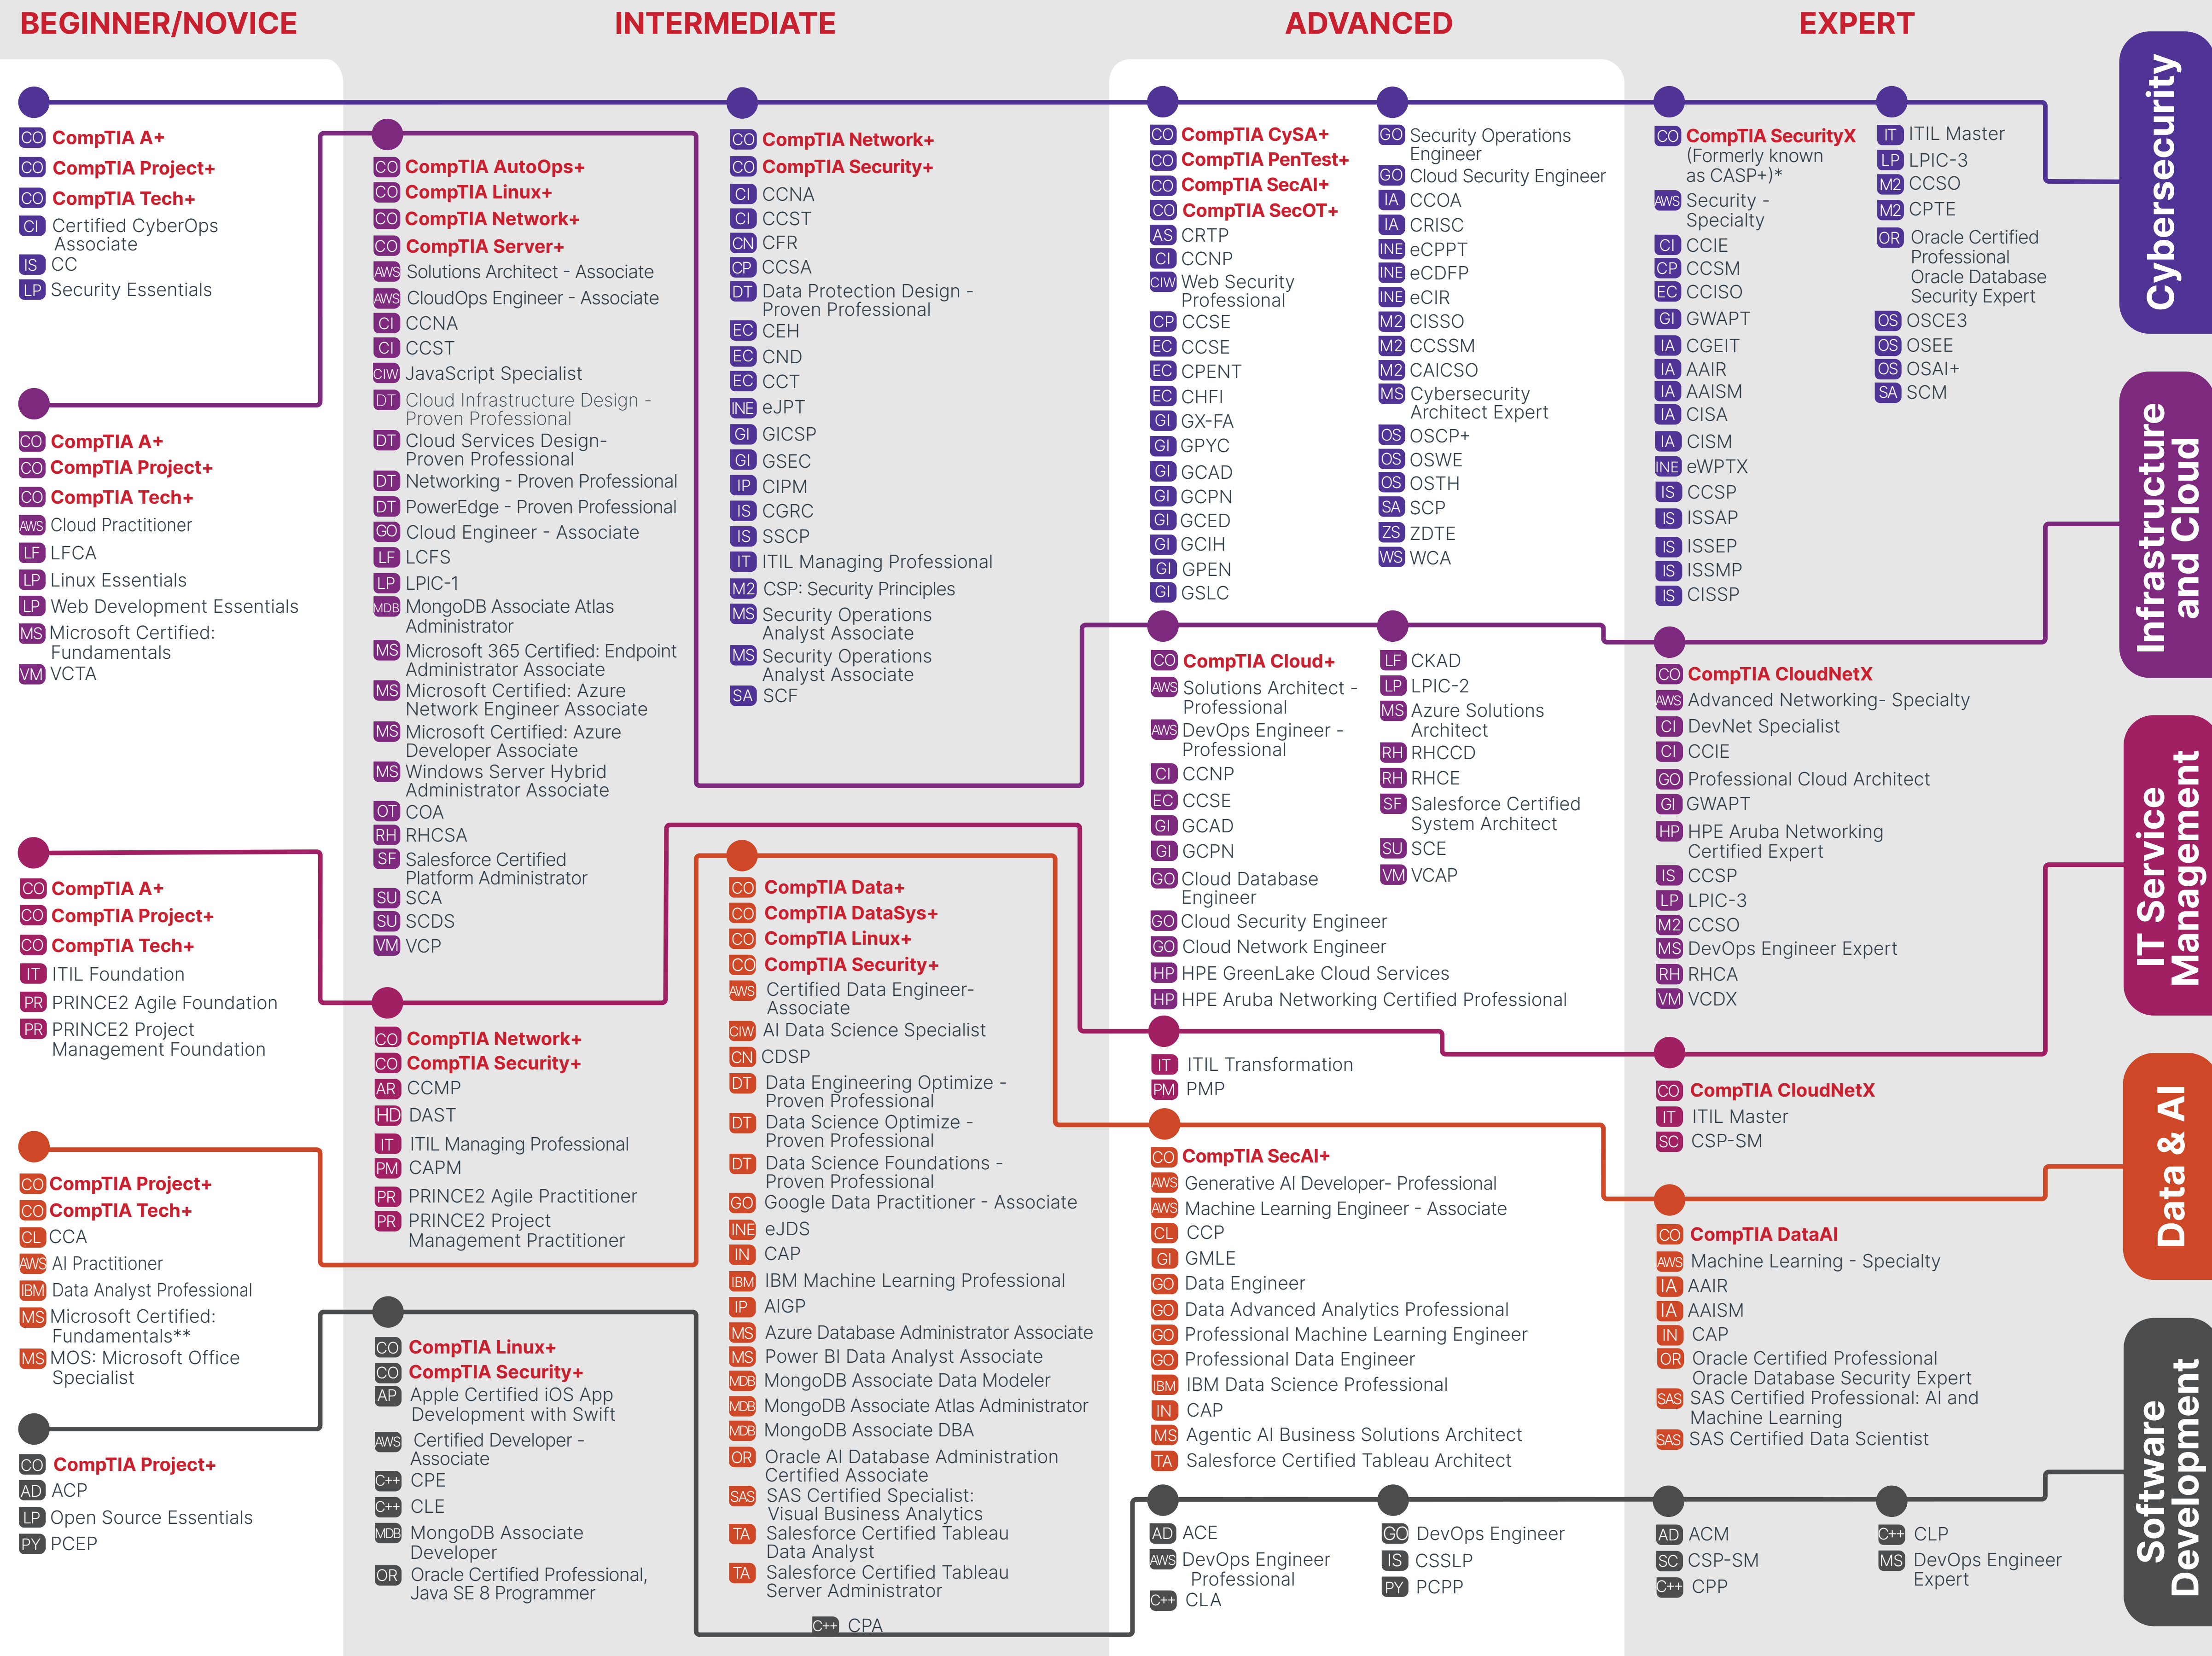 BEGINNER/NOVICE
INTERMEDIATE
ADVANCED
EXPERT
Cybersecurity
CO CompTIA A+
CO CompTIA Project+
CO CompTIA Tech+
CI Certified CyberOps
Associate
IS CC
LP Security Essentials
CO CompTIA Network+
CO CompTIA Security+
CI CCNA
CI CCST
CN CFR
CP CCSA
DT Data Protection Design -
Proven Professional
EC CEH
EC CND
EC CCT
INE eJPT
GI GICSP
GI GSEC
IP CIPM
IS CGRC
IS SSCP
IT ITIL Managing Professional
M2 CSP: Security Principles
MS Security Operations
Analyst Associate
MS Security Operations
Analyst Associate
SA SCF
CO CompTIA CySA+
CO CompTIA PenTest+
CO CompTIA SecAI+
CO CompTIA SecOT+
AS CRTP
CI CCNP
CIW Web Security
Professional
CP CCSE
EC CCSE
EC CPENT
EC CHFI
GI GX-FA
GI GPYC
GI GCAD
GI GCPN
GI GCED
GI GCIH
GI GPEN
GI GSLC
GO Security Operations
Engineer
GO Cloud Security Engineer
IA CCOA
IA CRISC
INE eCPPT
INE eCDFP
INE eCIR
M2 CISSO
M2 CCSSM
M2 CAICSO
MS Cybersecurity
Architect Expert
OS OSCP+
OS OSWE
OS OSTH
SA SCP
ZS ZDTE
WS WCA
CO CompTIA SecurityX
(Formerly known
as CASP+)*
AWS Security -
Specialty
CI CCIE
CP CCSM
EC CCISO
GI GWAPT
IA CGEIT
IA AAIR
IA AAISM
IA CISA
IA CISM
INE eWPTX
IS CCSP
IS ISSAP
IS ISSEP
IS ISSMP
IS CISSP
IT ITIL Master
LP LPIC-3
M2 CCSO
M2 CPTE
OR Oracle Certified
Professional
Oracle Database
Security Expert
OS OSCE3
OS OSEE
OS OSAI+
SA SCM
Infrastructure
and Cloud
CO CompTIA A+
CO CompTIA Project+
CO CompTIA Tech+
AWS Cloud Practitioner
LF LFCA
LP Linux Essentials
LP Web Development Essentials
MS Microsoft Certified:
Fundamentals
VM VCTA
CO CompTIA AutoOps+
CO CompTIA Linux+
CO CompTIA Network+
CO CompTIA Server+
AWS Solutions Architect - Associate
AWS CloudOps Engineer - Associate
CI CCNA
CI CCST
CIW JavaScript Specialist
DT Cloud Infrastructure Design -
Proven Professional
DT Cloud Services Design-
Proven Professional
DT Networking - Proven Professional
DT PowerEdge - Proven Professional
GO Cloud Engineer - Associate
LF LCFS
LP LPIC-1
MDB MongoDB Associate Atlas
Administrator
MS Microsoft 365 Certified: Endpoint
Administrator Associate
MS Microsoft Certified: Azure
Network Engineer Associate
MS Microsoft Certified: Azure
Developer Associate
MS Windows Server Hybrid
Administrator Associate
OT COA
RH RHCSA
SF Salesforce Certified
Platform Administrator
SU SCA
SU SCDS
VM VCP
CO CompTIA Cloud+
AWS Solutions Architect -
Professional
AWS DevOps Engineer -
Professional
CI CCNP
EC CCSE
GI GCAD
GI GCPN
GO Cloud Database
Engineer
GO Cloud Security Engineer
GO Cloud Network Engineer
HP HPE GreenLake Cloud Services
HP HPE Aruba Networking Certified Professional
LF CKAD
LP LPIC-2
MS Azure Solutions
Architect
RH RHCCD
RH RHCE
SF Salesforce Certified
System Architect
SU SCE
VM VCAP
CO CompTIA CloudNetX
AWS Advanced Networking- Specialty
CI DevNet Specialist
CI CCIE
GO Professional Cloud Architect
GI GWAPT
HP HPE Aruba Networking
Certified Expert
IS CCSP
LP LPIC-3
M2 CCSO
MS DevOps Engineer Expert
RH RHCA
VM VCDX
IT Service
Management
CO CompTIA A+
CO CompTIA Project+
CO CompTIA Tech+
IT ITIL Foundation
PR PRINCE2 Agile Foundation
PR PRINCE2 Project
Management Foundation
CO CompTIA Network+
CO CompTIA Security+
AR CCMP
HD DAST
IT ITIL Managing Professional
PM CAPM
PR PRINCE2 Agile Practitioner
PR PRINCE2 Project
Management Practitioner
IT ITIL Transformation
PM PMP
CO CompTIA CloudNetX
IT ITIL Master
SC CSP-SM
Data & AI
CO CompTIA Project+
CO CompTIA Tech+
CL CCA
AWS AI Practitioner
IBM Data Analyst Professional
MS Microsoft Certified:
Fundamentals**
MS MOS: Microsoft Office
Specialist
CO CompTIA Data+
CO CompTIA DataSys+
CO CompTIA Linux+
CO CompTIA Security+
AWS Certified Data Engineer-
Associate
CIW AI Data Science Specialist
CN CDSP
DT Data Engineering Optimize -
Proven Professional
DT Data Science Optimize -
Proven Professional
DT Data Science Foundations -
Proven Professional
GO Google Data Practitioner - Associate
INE eJDS
IN CAP
IBM IBM Machine Learning Professional
IP AIGP
MS Azure Database Administrator Associate
MS Power BI Data Analyst Associate
MDB MongoDB Associate Data Modeler
MDB MongoDB Associate Atlas Administrator
MDB MongoDB Associate DBA
OR Oracle AI Database Administration
Certified Associate
SAS SAS Certified Specialist:
Visual Business Analytics
TA Salesforce Certified Tableau
Data Analyst
TA Salesforce Certified Tableau
Server Administrator
CO CompTIA SecAI+
AWS Generative AI Developer- Professional
AWS Machine Learning Engineer - Associate
CL CCP
GI GMLE
GO Data Engineer
GO Data Advanced Analytics Professional
GO Professional Machine Learning Engineer
GO Professional Data Engineer
IBM IBM Data Science Professional
IN CAP
MS Agentic AI Business Solutions Architect
TA Salesforce Certified Tableau Architect
CO CompTIA DataAI
AWS Machine Learning - Specialty
IA AAIR
IA AAISM
IN CAP
OR Oracle Certified Professional
Oracle Database Security Expert
SAS SAS Certified Professional: AI and
Machine Learning
SAS SAS Certified Data Scientist
Software
Development
CO CompTIA Project+
AD ACP
LP Open Source Essentials
PY PCEP
CO CompTIA Linux+
CO CompTIA Security+
AP Apple Certified iOS App
Development with Swift
AWS Certified Developer -
Associate
C++ CPE
C++ CLE
MDB MongoDB Associate
Developer
OR Oracle Certified Professional,
Java SE 8 Programmer
C++ CPA
AD ACE
AWS DevOps Engineer
Professional
C++ CLA
GO DevOps Engineer
IS CSSLP
PY PCPP
AD ACM
SC CSP-SM
C++ CPP
C++ CLP
MS DevOps Engineer
Expert